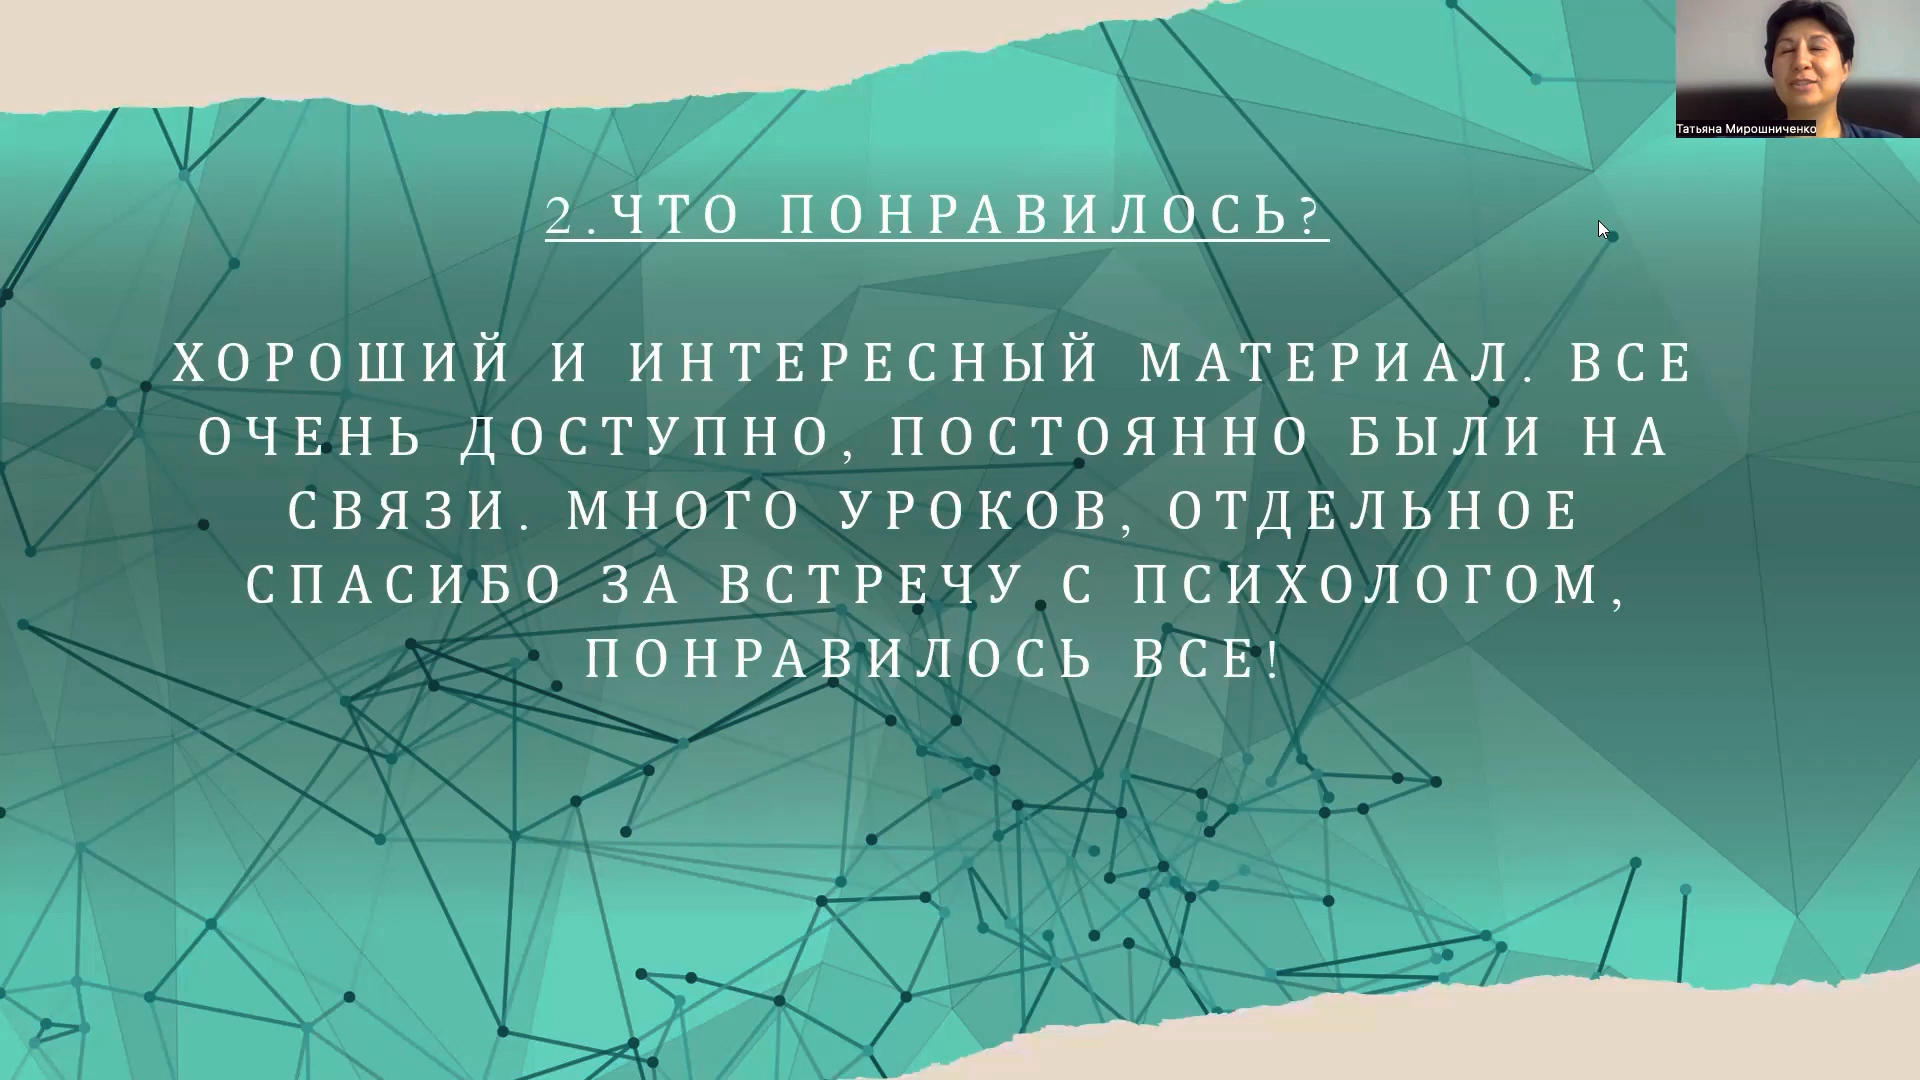 Татьяна Мирошниченко
2.ЧТО ПОНРАВИЛОСЬ?
ХОРОШИЙ И ИНТЕРЕСНЫЙ МАТЕРИАЛ. ВСЕ
ОЧЕНЬ ДОСТУПНО, ПОСТОЯННО БЫЛИ НА
СВЯЗИ. МНОГО УРОКОВ, ОТДЕЛЬНОЕ
СПАСИБО ЗА ВСТРЕЧУ С ПСИХОЛОГОМ,
ПОНРАВИЛОСЬ ВСЕ!